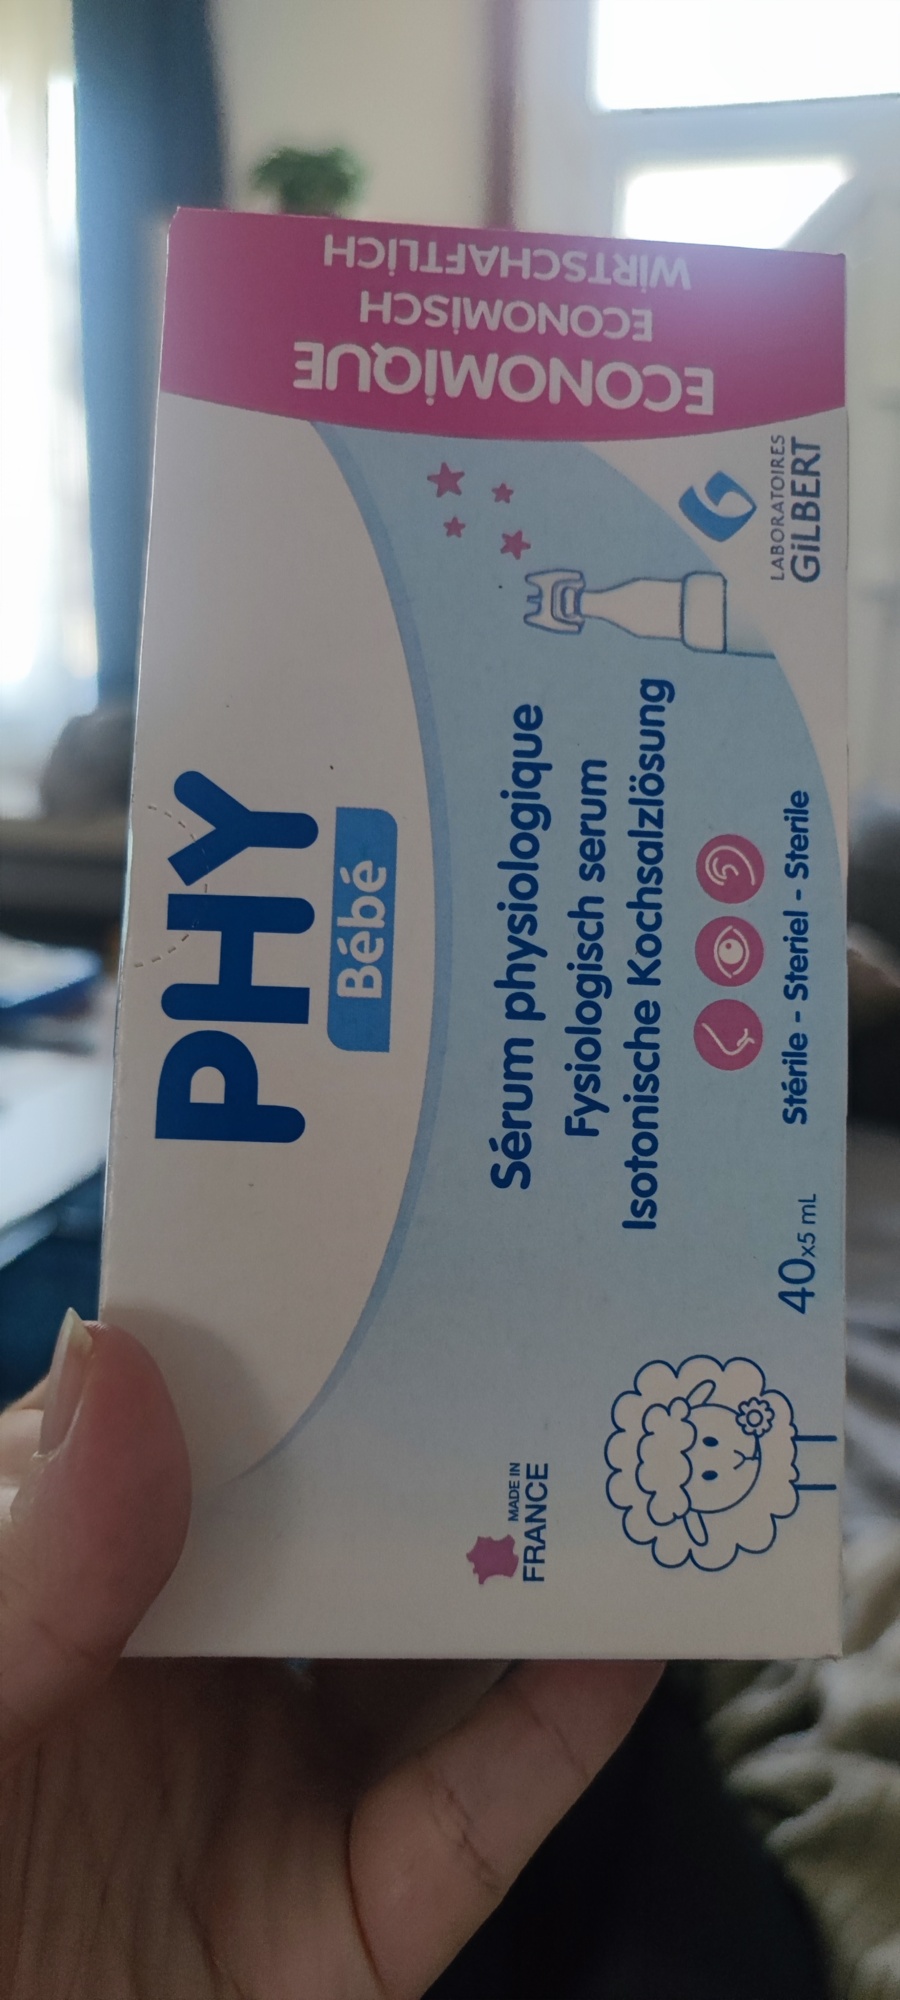 PHY
Bébé
Sérum physiologique
Fysiologisch serum
Isotonische Kochsalzlösung
Stérile - Steriel - Sterile
40x5 mL
MADE IN
FRANCE
LABORATOIRES
GiLBERT
ECONOMiQUE
ECONOMiSCH
WiRTSCHAFTLiCH